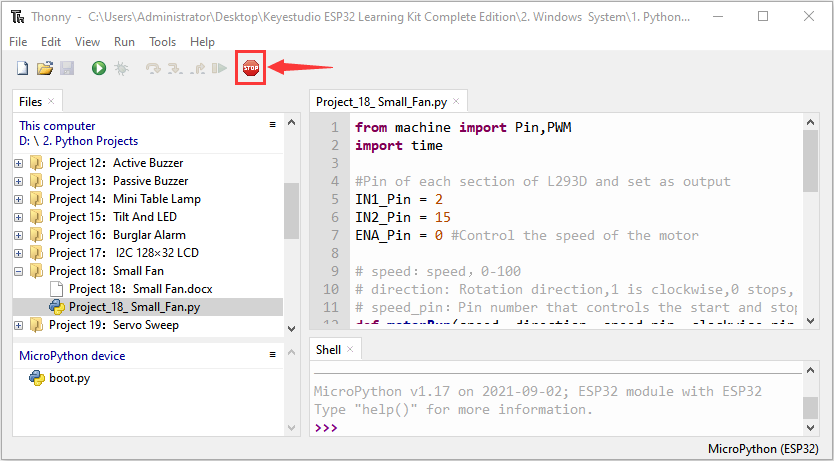 Thonny - C:\Users\Administrator\Desktop\Keyestudio ESP32 Learning Kit Complete Edition\2. Windows System\1. Python...
File Edit View Run Tools Help
STOP
Files ×
This computer
D: \ 2. Python Projects
Project 12：Active Buzzer
Project 13：Passive Buzzer
Project 14：Mini Table Lamp
Project 15：Tilt And LED
Project 16：Burglar Alarm
Project 17： I2C 128×32 LCD
Project 18：Small Fan
Project 18：Small Fan.docx
Project_18_ Small_Fan.py
Project 19：Servo Sweep
MicroPython device
boot.py
Project_18_ Small_Fan.py ×
1 from machine import Pin,PWM
2 import time
3
4 #Pin of each section of L293D and set as output
5 IN1_Pin = 2
6 IN2_Pin = 15
7 ENA_Pin = 0 #Control the speed of the motor
8
9 # speed：speed，0-100
10 # direction: Rotation direction,1 is clockwise,0 stops,
11 # speed_pin：Pin number that controls the start and stop
12 def motorRun(speed, direction, speed_pin, clockwise_pin
Shell ×
MicroPython v1.17 on 2021-09-02; ESP32 module with ESP32
Type "help()" for more information.
>>>
MicroPython (ESP32)